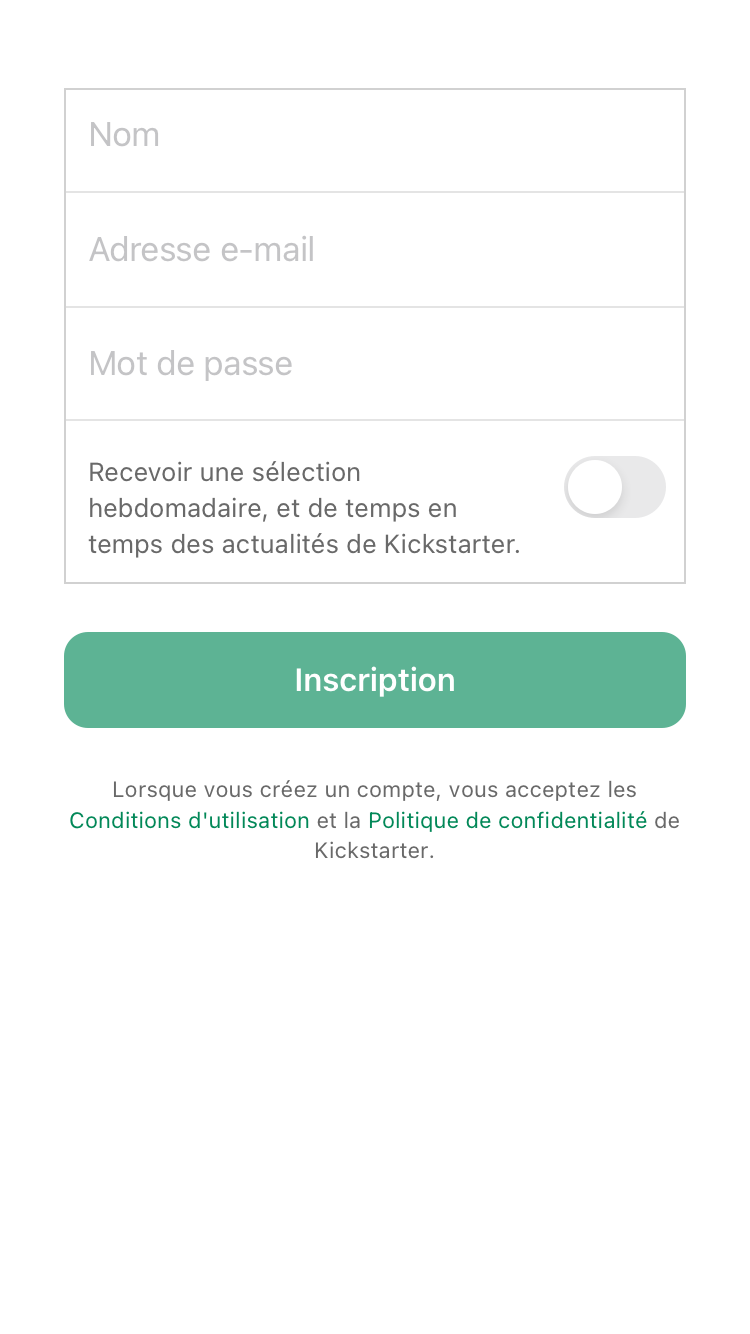 Nom
Adresse e-mail
Mot de passe
Recevoir une sélection
hebdomadaire, et de temps en
temps des actualités de Kickstarter.
Inscription
Lorsque vous créez un compte, vous acceptez les
Conditions d'utilisation et la Politique de confidentialité de
Kickstarter.